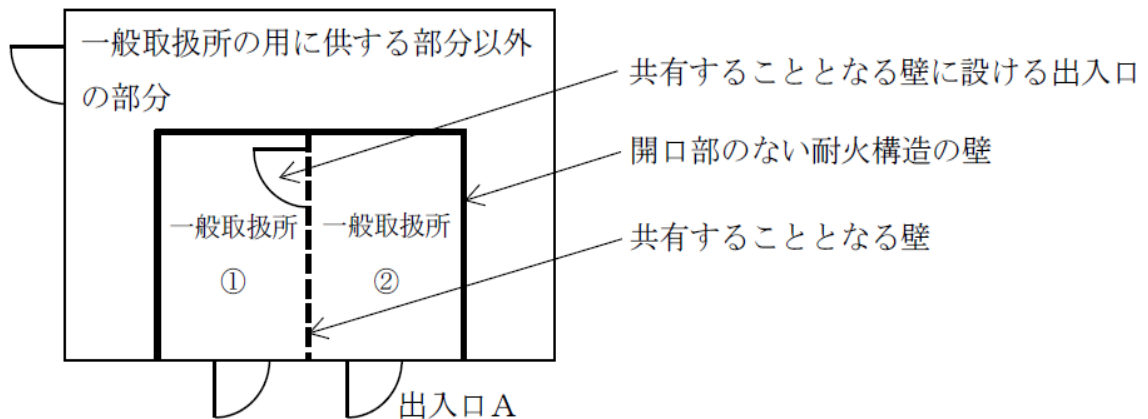 一般取扱所の用に供する部分以外
の部分
共有することとなる壁に設ける出入口
開口部のない耐火構造の壁
一般取扱所
①
一般取扱所
②
共有することとなる壁
出入口A